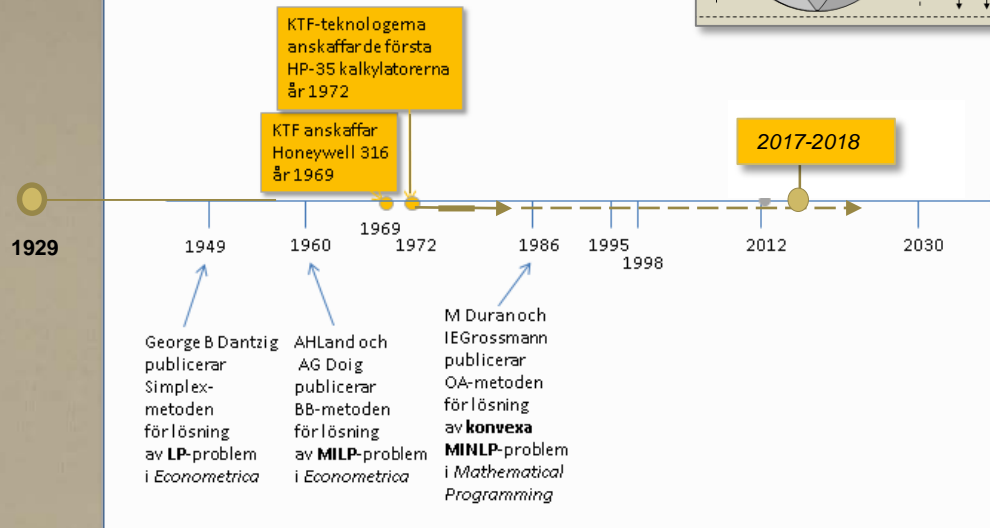 KTF-teknologerna
anskaffarde första
HP-35 kalkylatorerna
år 1972
KTF anskaffar
Honeywell 316
år 1969
2017-2018
1929
1949
1960
1969
1972
1986
1995
1998
2012
2030
George B Dantzig
publicerar
Simplex-
metoden
för lösning
av LP-problem
i Econometrica
AHLand och
AG Doig
publicerar
BB-metoden
för lösning
av MILP-problem
i Econometrica
M Duran och
IEGrossmann
publicerar
OA-metoden
för lösning
av konvexa
MINLP-problem
i Mathematical
Programming